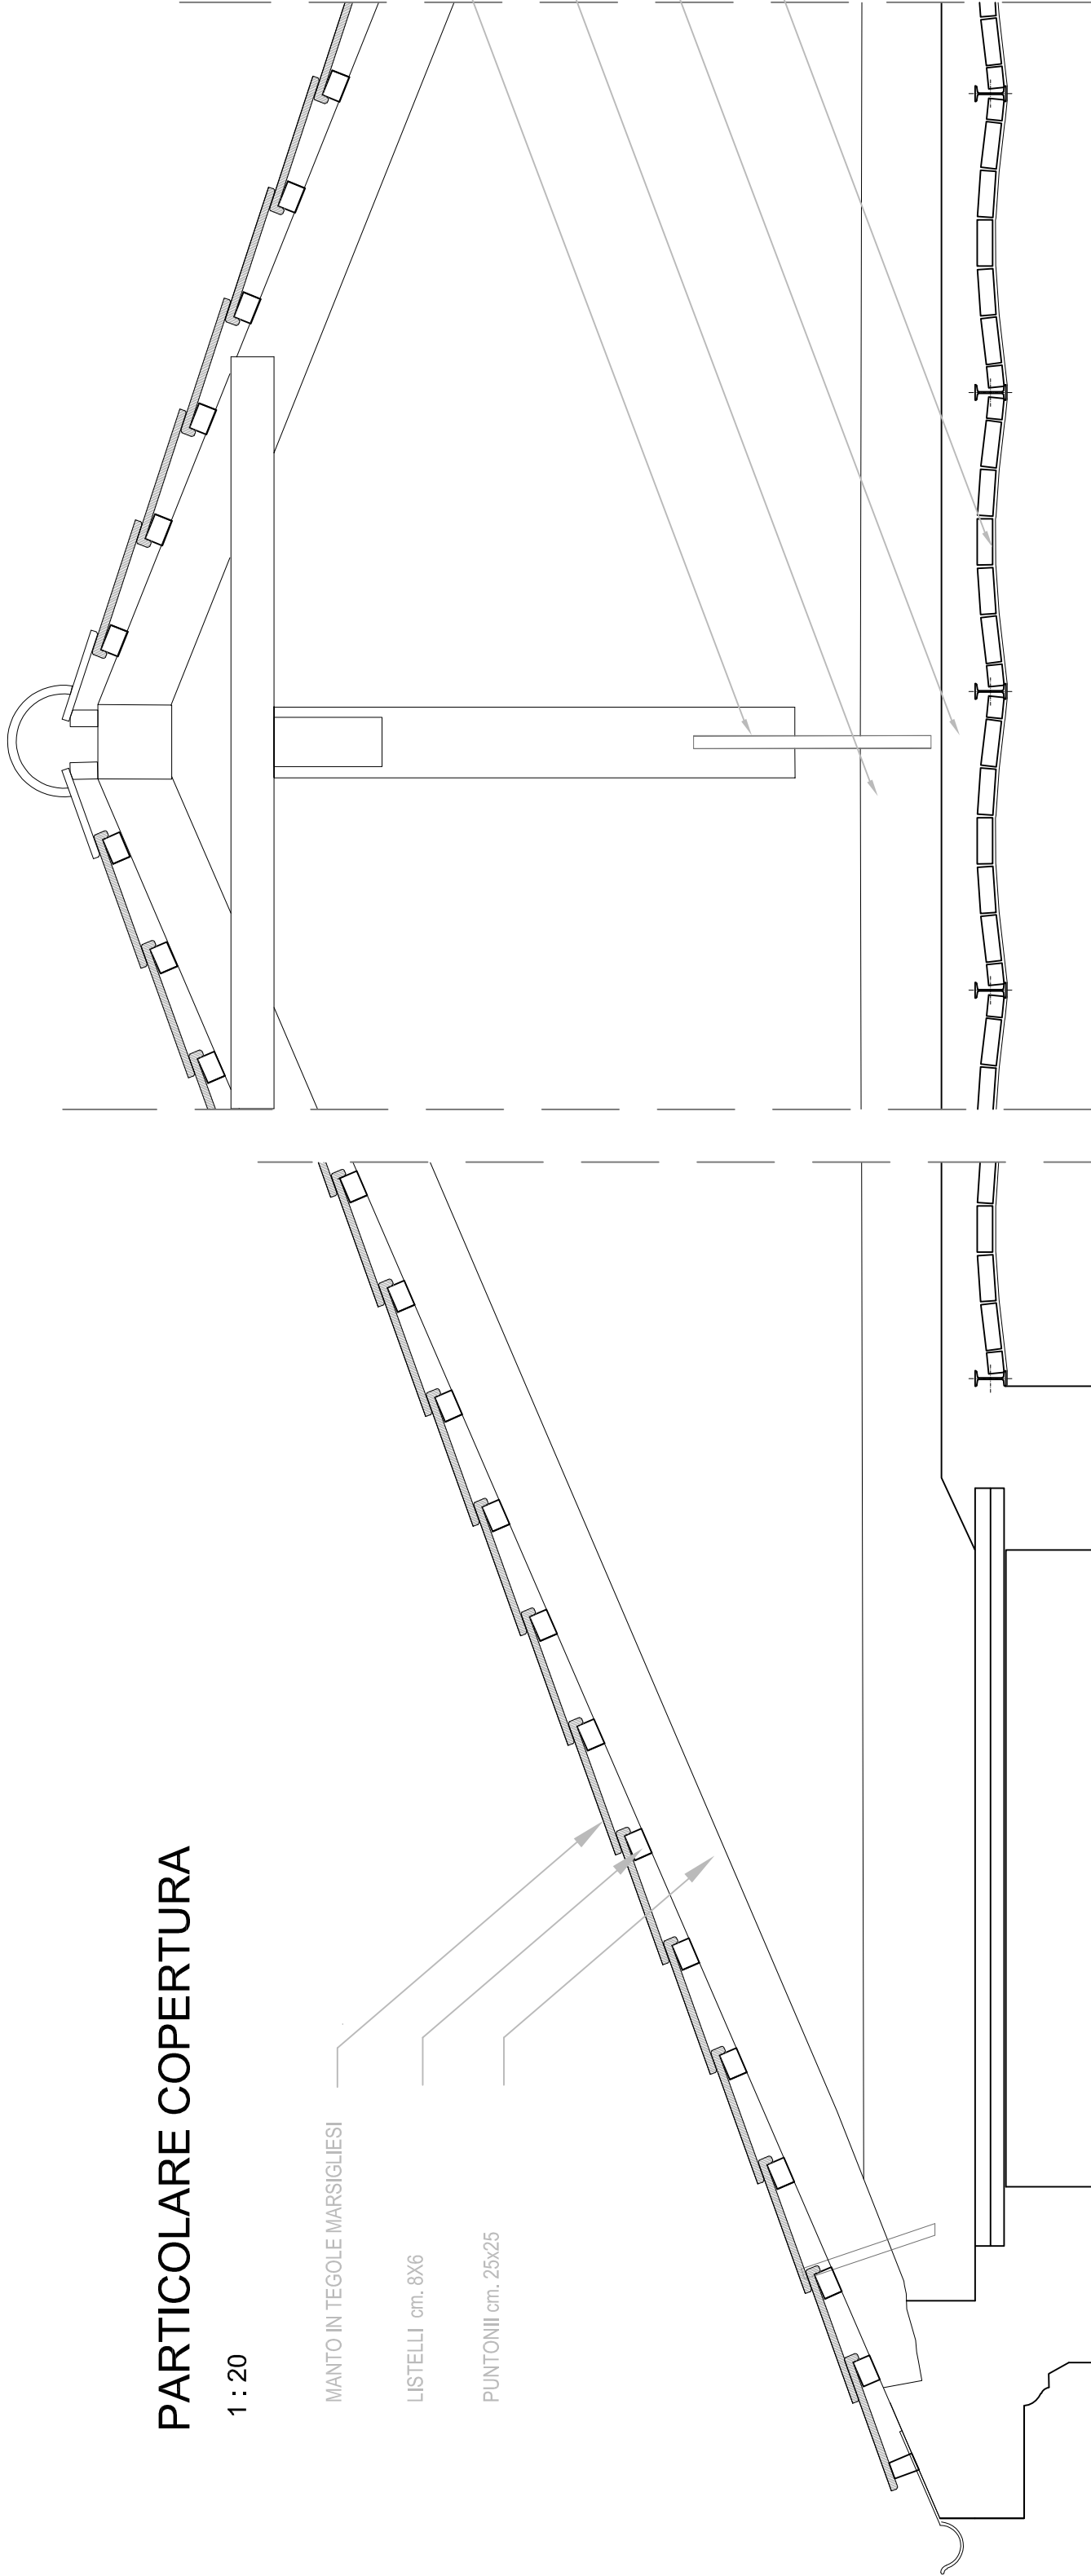 PARTICOLARE COPERTURA
1 : 20
MANTO IN TEGOLE MARSIGLIESI
LISTELLI cm. 8X6
PUNTONII cm. 25x25